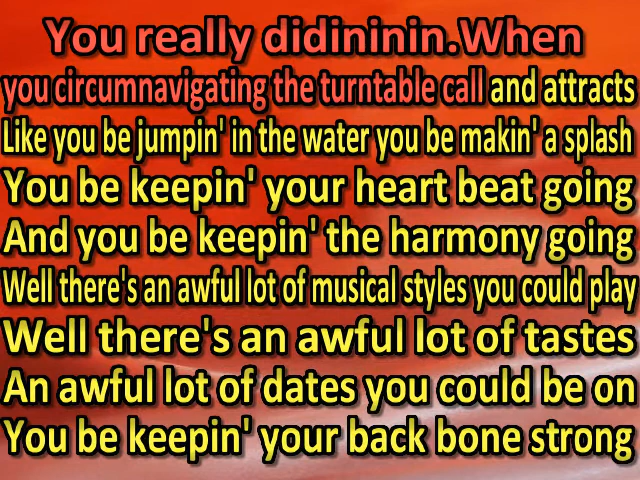 You really didininin.When
you circumnavigating the turntable call and attracts
Like you be jumpin' in the water you be makin' a splash
You be keepin' your heart beat going
And you be keepin' the harmony going
Well there's an awful lot of musical styles you could play
Well there's an awful lot of tastes
An awful lot of dates you could be on
You be keepin' your back bone strong